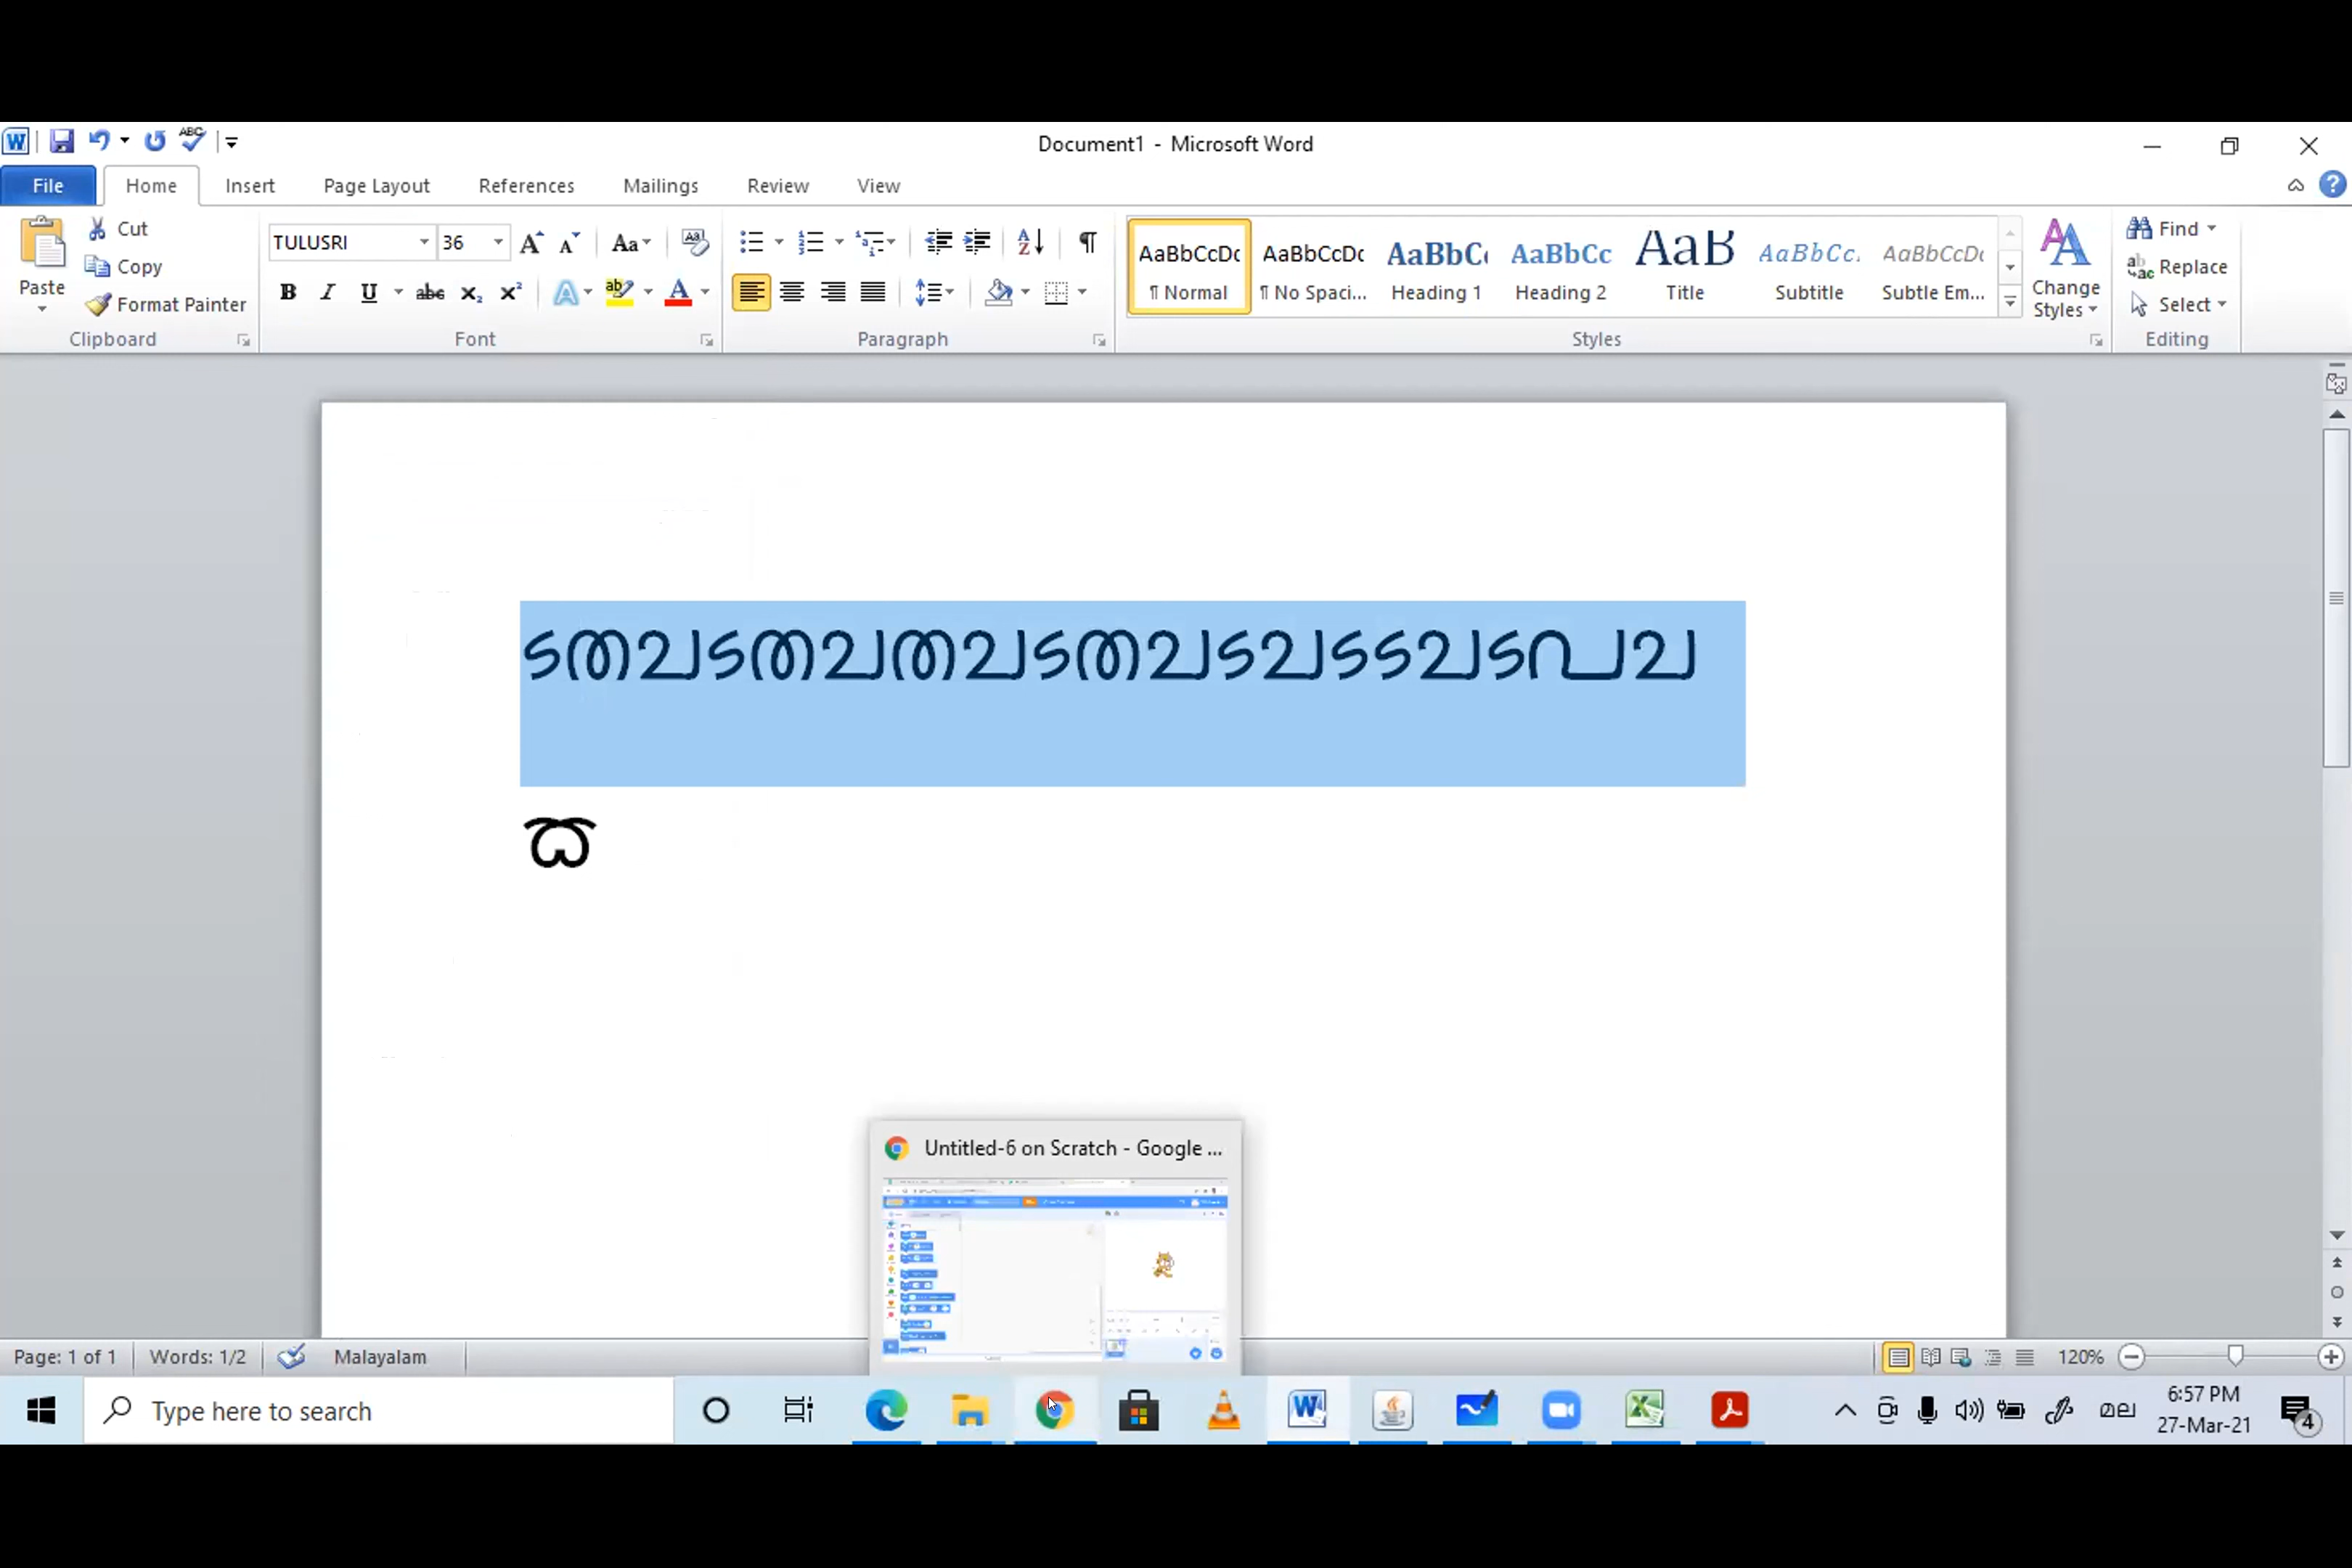 Document1 - Microsoft Word
File Home Insert Page Layout References Mailings Review View
Paste
Cut
Copy
Format Painter
Clipboard
TULUSRI 36
Font
Paragraph
AaBbCcDc AaBbCcDc AaBbC AaBbCc AaB AaBbCc. AaBbCcDc
¶ Normal ¶ No Spaci... Heading 1 Heading 2 Title Subtitle Subtle Em...
Styles
Change Styles
Find
Replace
Select
Editing
Untitled-6 on Scratch - Google ...
Page: 1 of 1 Words: 1/2 Malayalam 120%
Type here to search
മല
6:57 PM
27-Mar-21
4